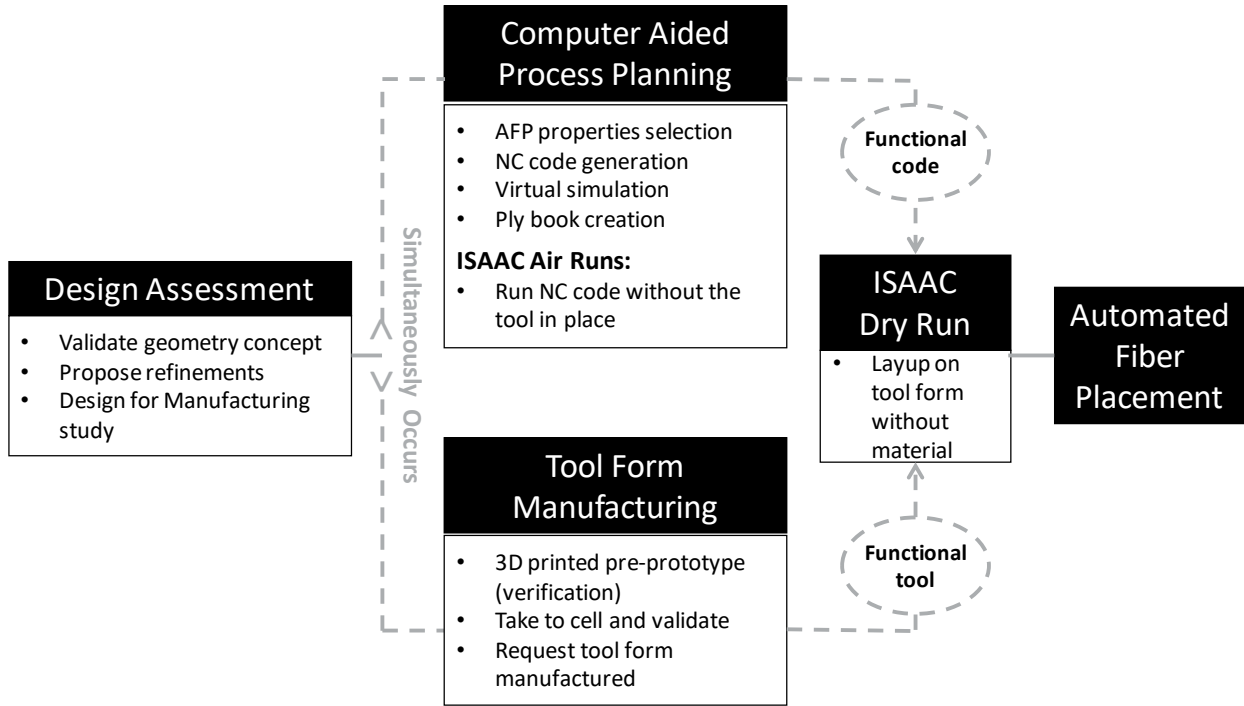 Design Assessment
• Validate geometry concept
• Propose refinements
• Design for Manufacturing
study
Simultaneously Occurs
Computer Aided
Process Planning
• AFP properties selection
• NC code generation
• Virtual simulation
• Ply book creation
ISAAC Air Runs:
• Run NC code without the
tool in place
Tool Form
Manufacturing
• 3D printed pre-prototype
(verification)
• Take to cell and validate
• Request tool form
manufactured
Functional
code
Functional
tool
ISAAC
Dry Run
• Layup on
tool form
without
material
Automated
Fiber
Placement